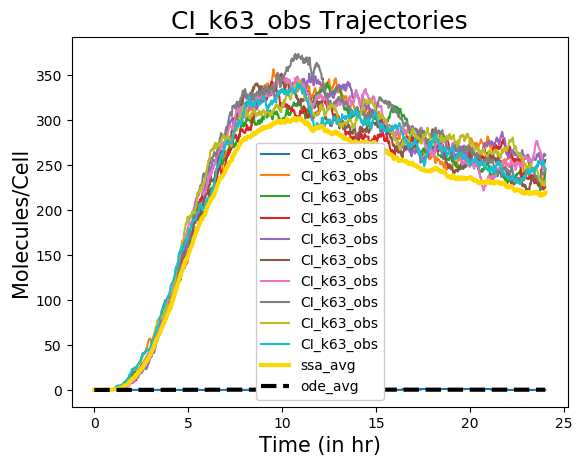 CI_k63_obs Trajectories
Molecules/Cell
350
300
250
200
150
100
50
0
CI_k63_obs
CI_k63_obs
CI_k63_obs
CI_k63_obs
CI_k63_obs
CI_k63_obs
CI_k63_obs
CI_k63_obs
CI_k63_obs
CI_k63_obs
ssa_avg
ode_avg
0 5 10 15 20 25
Time (in hr)